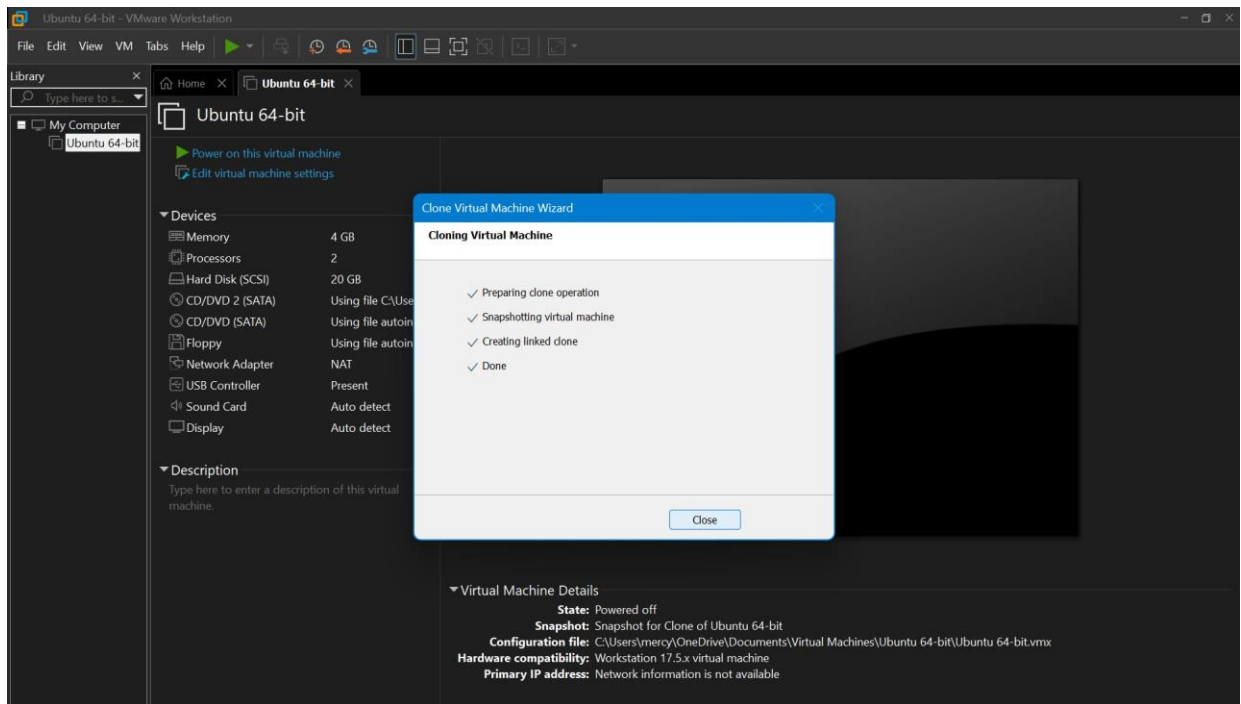 Ubuntu 64-bit - VMware Workstation
File Edit View VM Tabs Help
Library
Type here to s...
My Computer
Ubuntu 64-bit
Home
Ubuntu 64-bit
Ubuntu 64-bit
Power on this virtual machine
Edit virtual machine settings
Devices
Memory 4 GB
Processors 2
Hard Disk (SCSI) 20 GB
CD/DVD 2 (SATA) Using file C:\Use
CD/DVD (SATA) Using file autoin
Floppy Using file autoin
Network Adapter NAT
USB Controller Present
Sound Card Auto detect
Display Auto detect
Description
Type here to enter a description of this virtual
machine.
Clone Virtual Machine Wizard
Cloning Virtual Machine
Preparing clone operation
Snapshotting virtual machine
Creating linked clone
Done
Close
Virtual Machine Details
State: Powered off
Snapshot: Snapshot for Clone of Ubuntu 64-bit
Configuration file: C:\Users\mercy\OneDrive\Documents\Virtual Machines\Ubuntu 64-bit\Ubuntu 64-bit.vmx
Hardware compatibility: Workstation 17.5.x virtual machine
Primary IP address: Network information is not available